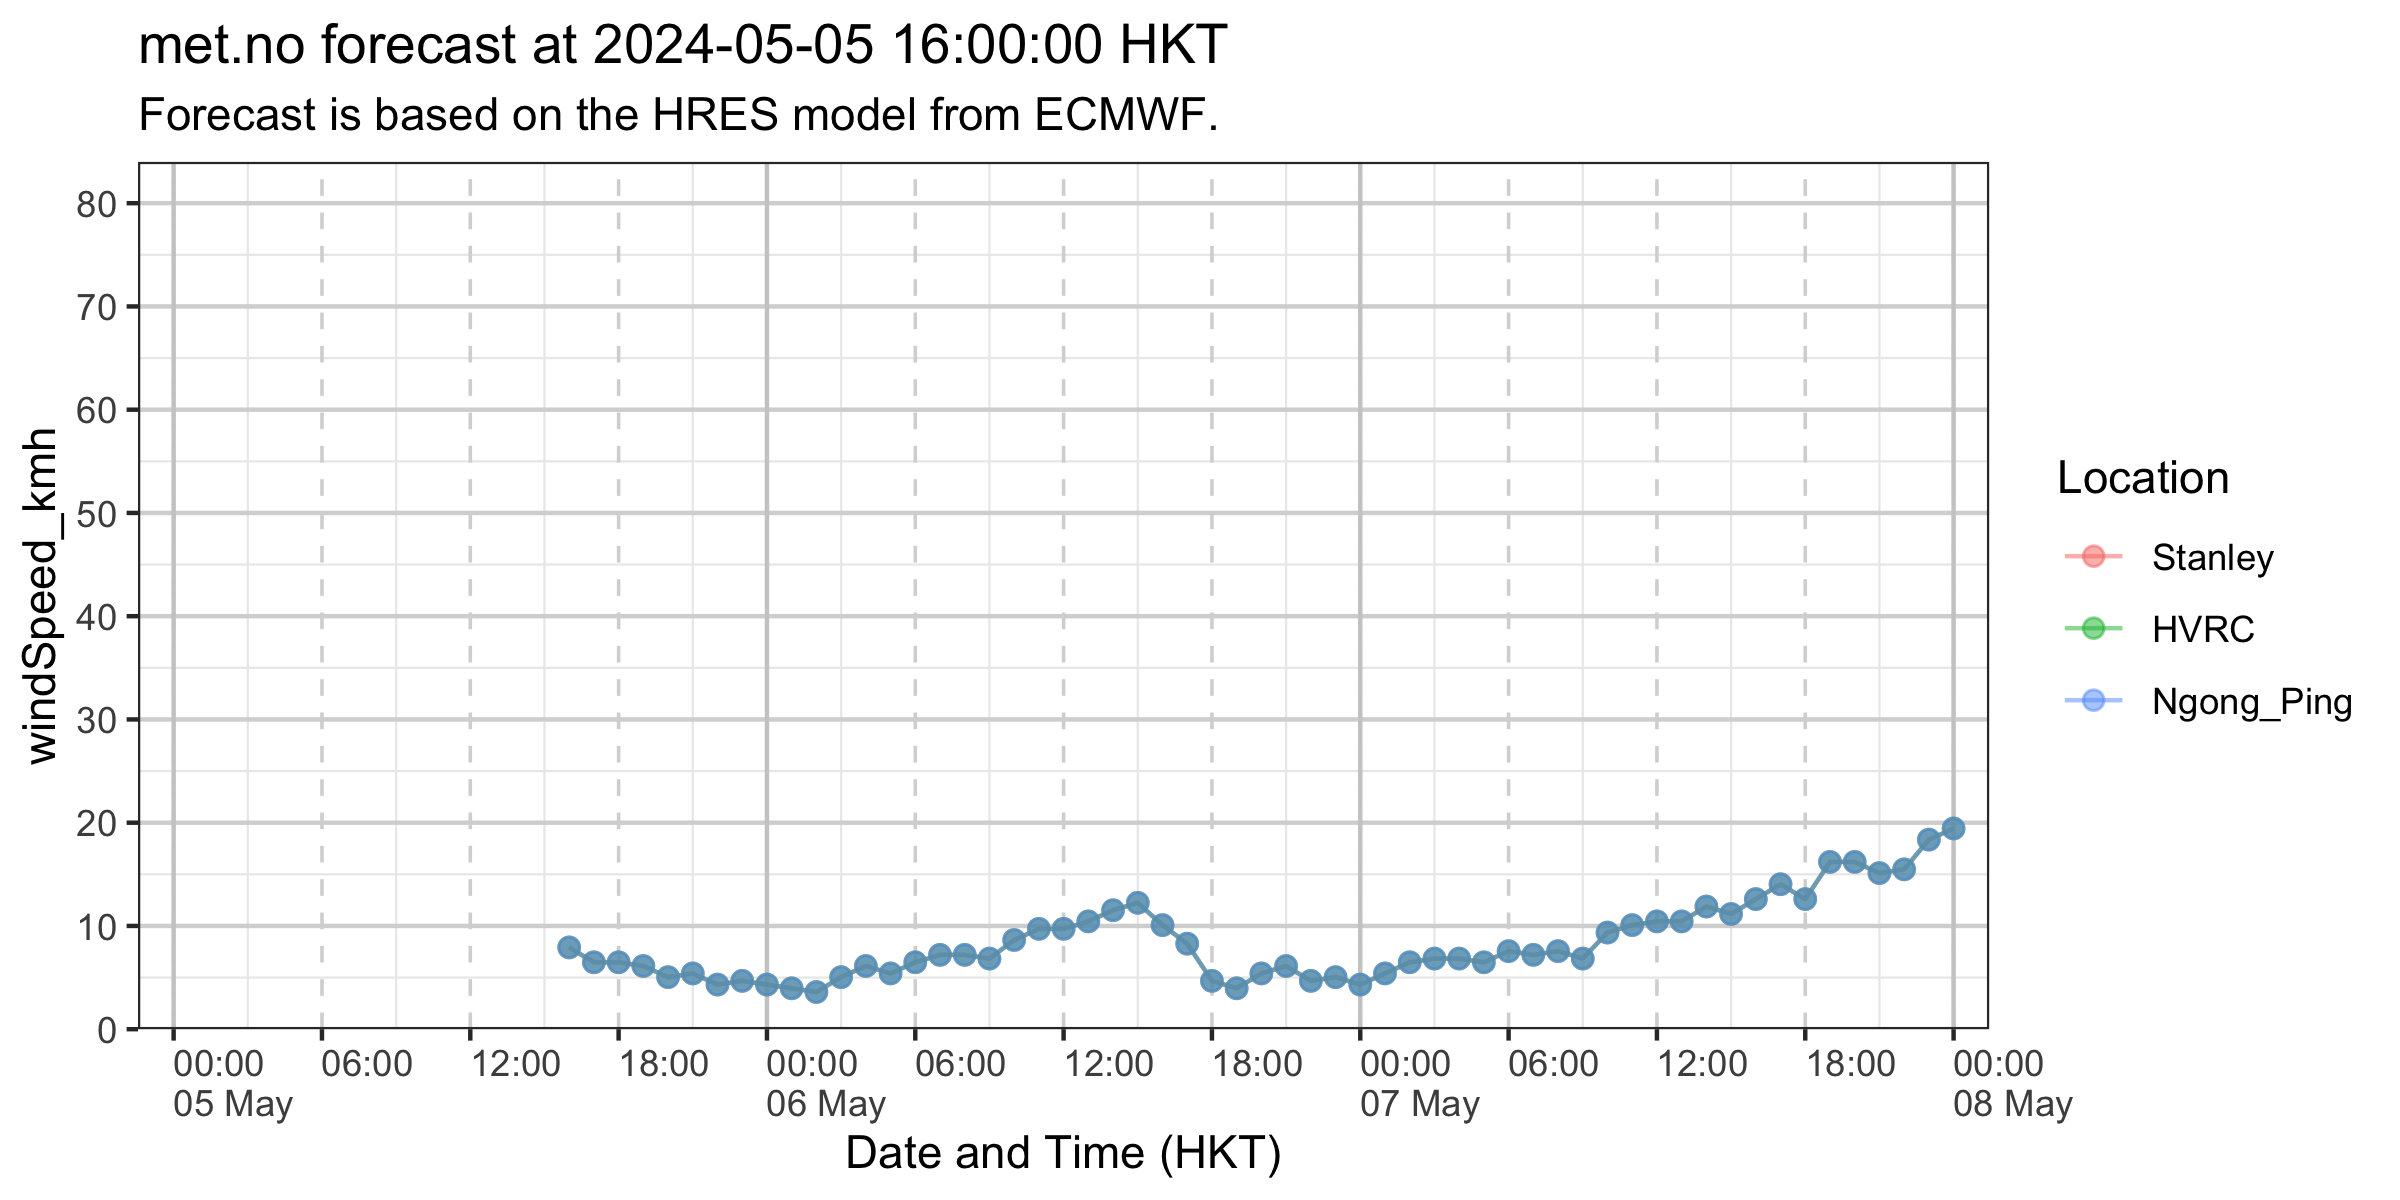 met.no forecast at 2024-05-05 16:00:00 HKT
Forecast is based on the HRES model from ECMWF.
windSpeed_kmh
80
70
60
50
40
30
20
10
0
00:00 06:00 12:00 18:00 00:00 06:00 12:00 18:00 00:00 06:00 12:00 18:00 00:00
05 May 06 May 07 May 08 May
Date and Time (HKT)
Location
Stanley
HVRC
Ngong_Ping